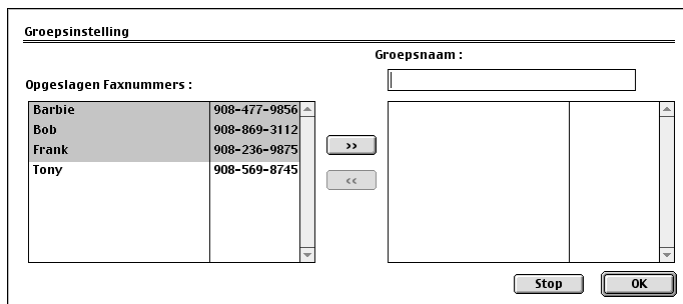 Groepsinstelling
Groepsnaam :
Opgeslagen Faxnummers :
Barbie 908-477-9856
Bob 908-869-3112
Frank 908-236-9875
Tony 908-569-8745
>>
<<
Stop OK